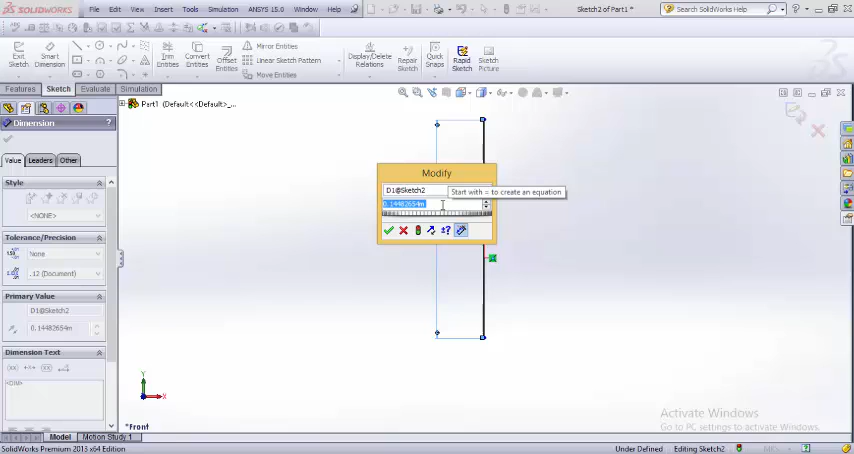 SOLIDWORKS
File Edit View Insert Tools Simulation ANSYS 15.0 Window Help
Sketch2 of Part1 *
Search SolidWorks Help
Exit Sketch
Smart Dimension
Trim Entities
Convert Entities
Offset Entities
Mirror Entities
Linear Sketch Pattern
Move Entities
Display/Delete Relations
Repair Sketch
Quick Snaps
Rapid Sketch
Sketch Picture
Features Sketch Evaluate Simulation
Part1 (Default<<Default>_...
Dimension
Value Leaders Other
Style
<NONE>
Tolerance/Precision
None
.12 (Document)
Primary Value
D1@Sketch2
0.14482654m
Dimension Text
<DIM>
Modify
D1@Sketch2
Start with = to create an equation
0.14482654m
Y
X
*Front
Activate Windows
Go to PC settings to activate Windows.
Model Motion Study 1
SolidWorks Premium 2013 x64 Edition
Under Defined Editing Sketch2